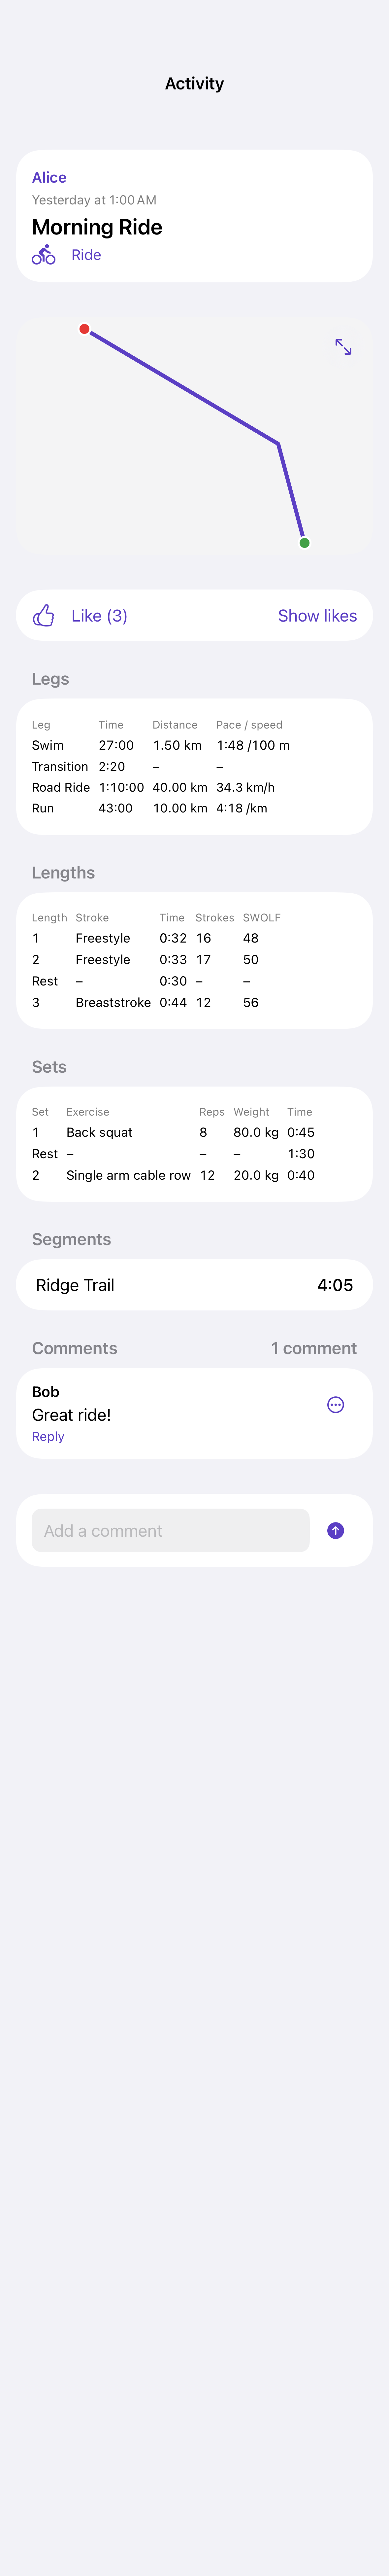 Activity
Alice
Yesterday at 1:00 AM
Morning Ride
Ride
Like (3)
Show likes
Legs
Leg Time Distance Pace / speed
Swim 27:00 1.50 km 1:48 /100 m
Transition 2:20 – –
Road Ride 1:10:00 40.00 km 34.3 km/h
Run 43:00 10.00 km 4:18 /km
Lengths
Length Stroke Time Strokes SWOLF
1 Freestyle 0:32 16 48
2 Freestyle 0:33 17 50
Rest – 0:30 – –
3 Breaststroke 0:44 12 56
Sets
Set Exercise Reps Weight Time
1 Back squat 8 80.0 kg 0:45
Rest – – – 1:30
2 Single arm cable row 12 20.0 kg 0:40
Segments
Ridge Trail 4:05
Comments 1 comment
Bob
Great ride!
Reply
Add a comment